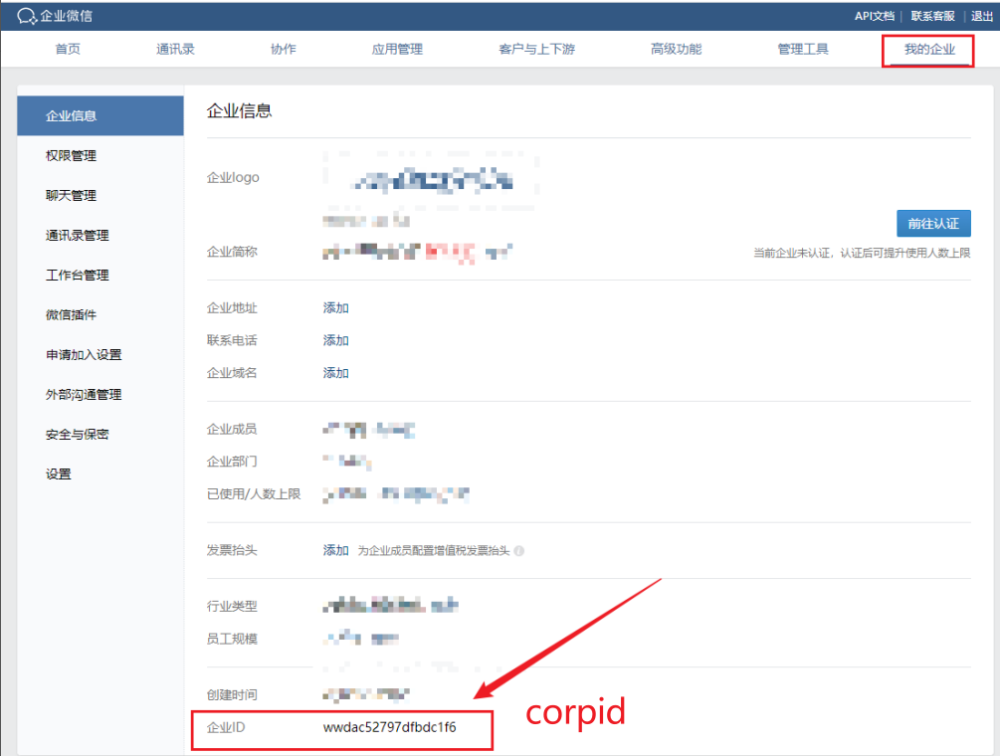 企业微信
API文档 | 联系客服 | 退出
首页 通讯录 协作 应用管理 客户与上下游 高级功能 管理工具 我的企业
企业信息
权限管理
聊天管理
通讯录管理
工作台管理
微信插件
申请加入设置
外部沟通管理
安全与保密
设置
企业信息
企业logo
前往认证
企业简称
当前企业未认证，认证后可提升使用人数上限
企业地址 添加
联系电话 添加
企业域名 添加
企业成员
企业部门
已使用/人数上限
发票抬头 添加 为企业成员配置增值税发票抬头
行业类型
员工规模
创建时间
企业ID wwdac52797dfbdc1f6
corpid